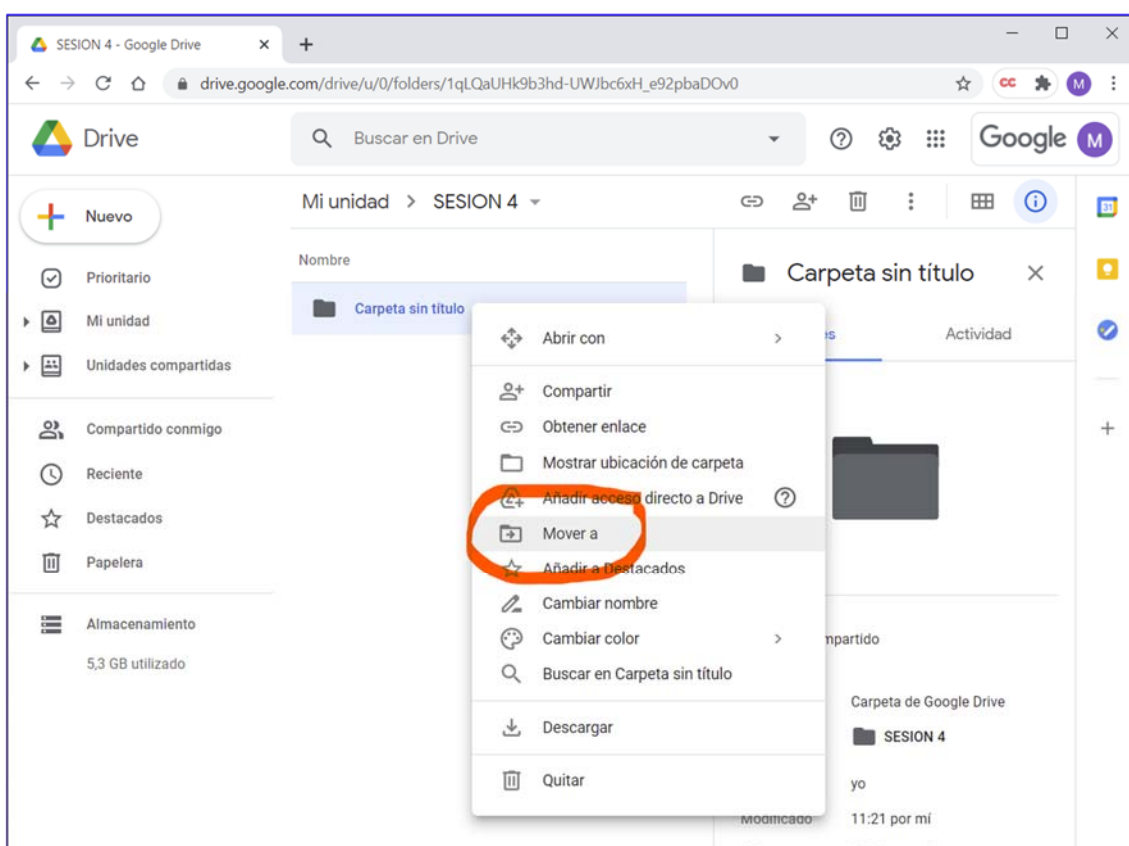 SESION 4 - Google Drive
drive.google.com/drive/u/0/folders/1qLQaUHk9b3hd-UWJbc6xH_e92pbaDOv0
CC
M
Drive
Buscar en Drive
Google
M
Nuevo
Mi unidad > SESION 4
31
Prioritario
Mi unidad
Unidades compartidas
Compartido conmigo
Reciente
Destacados
Papelera
Almacenamiento
5,3 GB utilizado
Nombre
Carpeta sin título
Abrir con
Compartir
Obtener enlace
Mostrar ubicación de carpeta
Añadir acceso directo a Drive
Mover a
Añadir a Destacados
Cambiar nombre
Cambiar color
Buscar en Carpeta sin título
Descargar
Quitar
Carpeta sin título
es
Actividad
mpartido
Carpeta de Google Drive
SESION 4
yo
Modificado 11:21 por mí